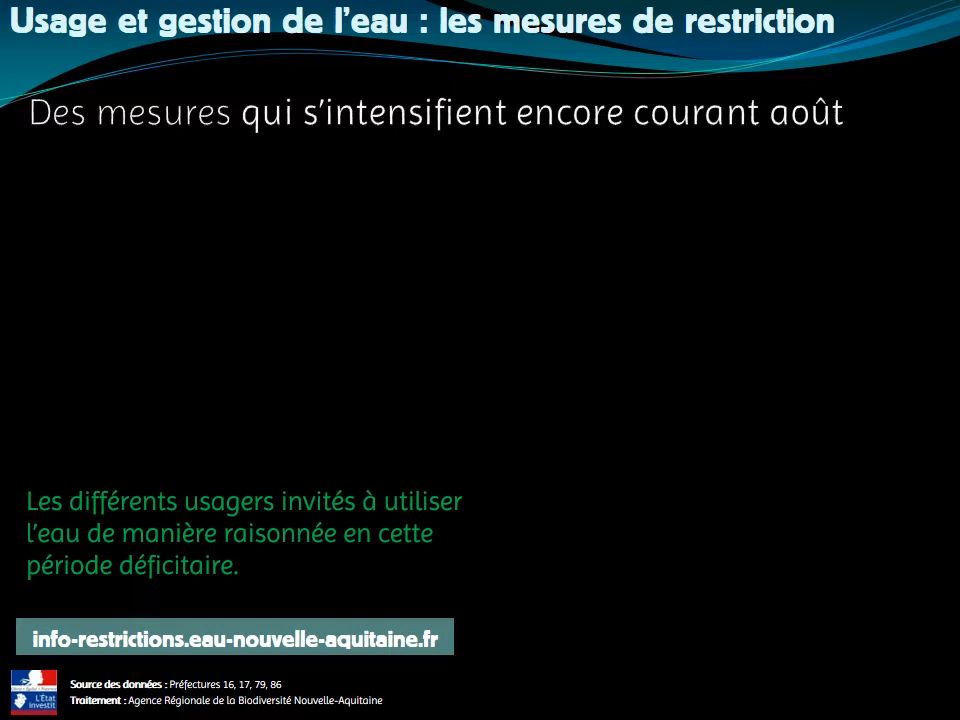 Usage et gestion de l'eau : les mesures de restriction
Des mesures qui s'intensifient encore courant août
Les différents usagers invités à utiliser
l'eau de manière raisonnée en cette
période déficitaire.
info-restrictions.eau-nouvelle-aquitaine.fr
L'État
investit
Source des données : Préfectures 16, 17, 79, 86
Traitement : Agence Régionale de la Biodiversité Nouvelle-Aquitaine